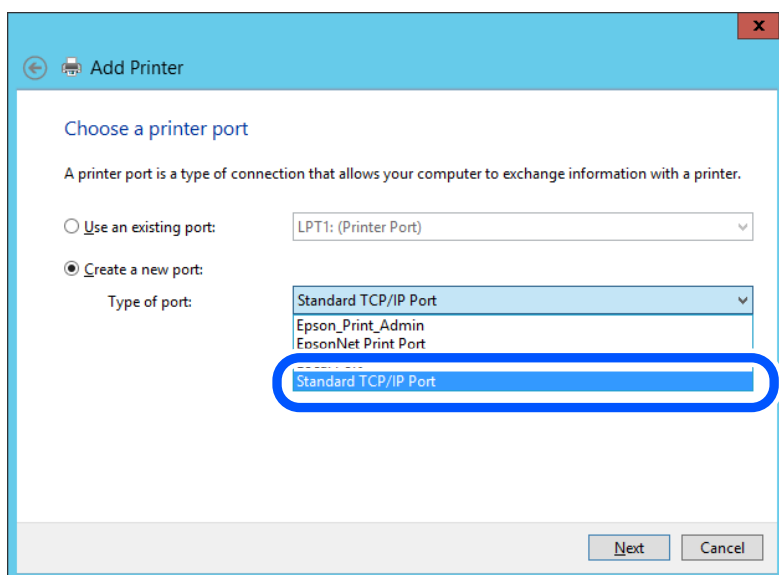 x
Add Printer
Choose a printer port
A printer port is a type of connection that allows your computer to exchange information with a printer.
Use an existing port:
LPT1: (Printer Port)
Create a new port:
Type of port:
Standard TCP/IP Port
Epson_Print_Admin
EpsonNet Print Port
Standard TCP/IP Port
Next
Cancel